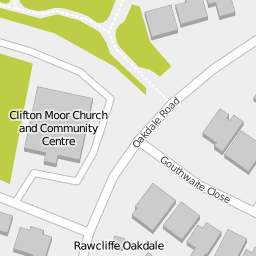 Clifton Moor Church
and Community
Centre
Oakdale Road
Gouthwaite Close
Rawcliffe Oakdale